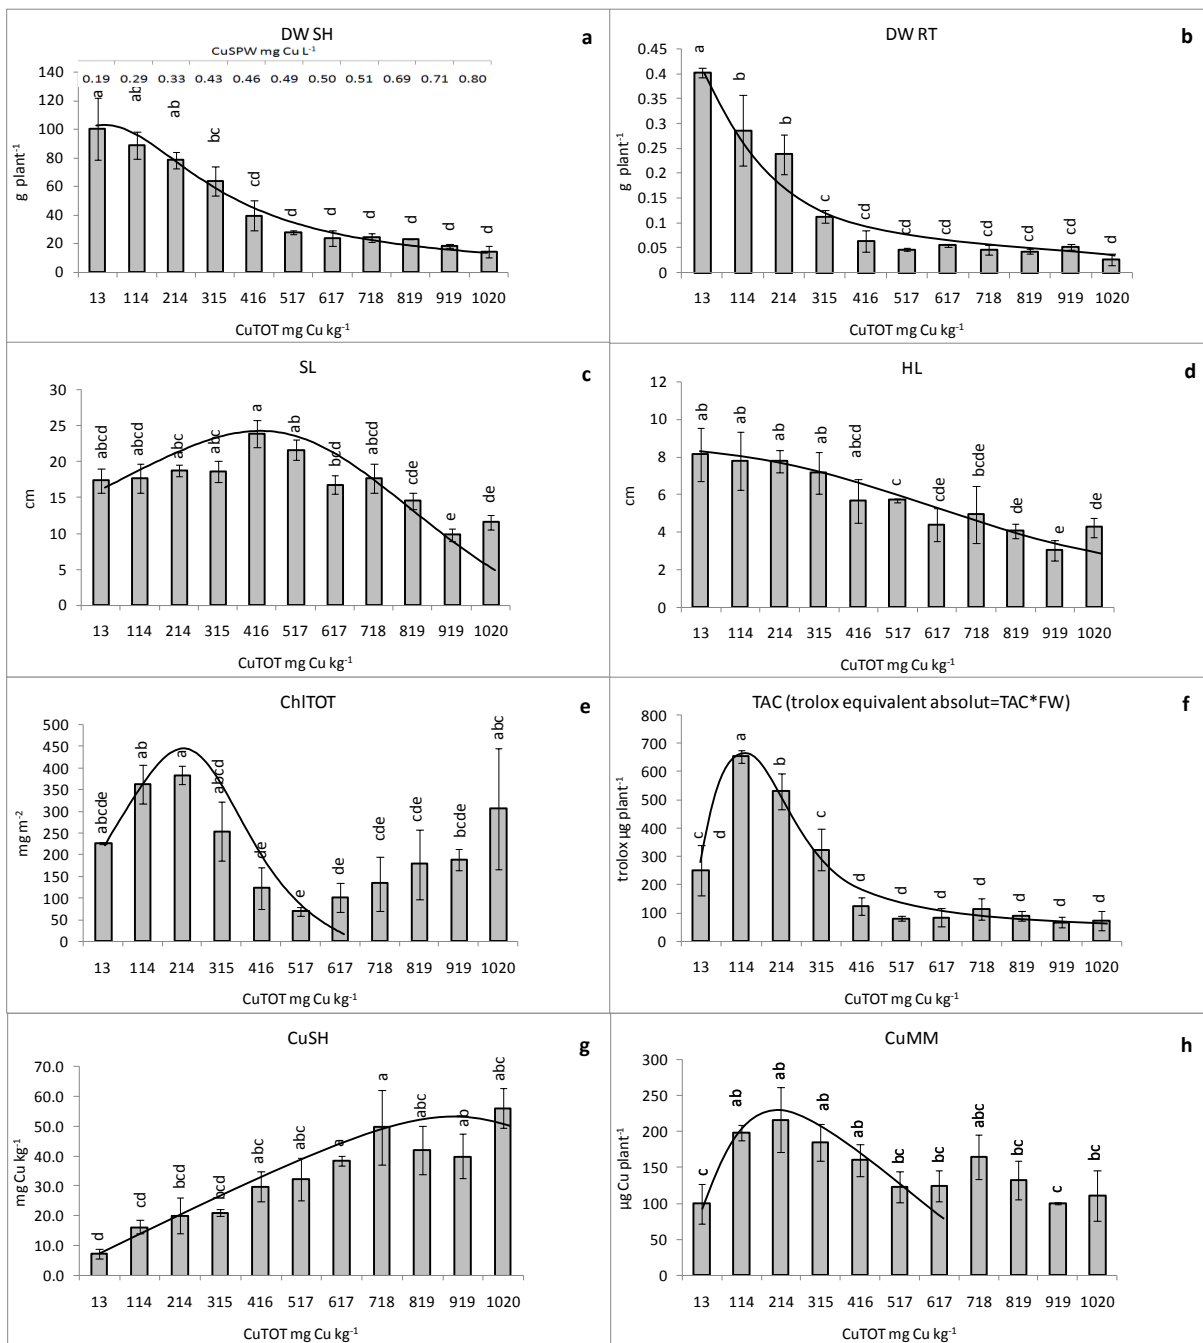 DW SH
a
CuSPW mg Cu L-1
0.19 0.29 0.33 0.43 0.46 0.49 0.50 0.51 0.69 0.71 0.80
140
120
100
80
60
40
20
0
g plant-1
a ab ab bc cd d d d d d d
13 114 214 315 416 517 617 718 819 919 1020
CuTOT mg Cu kg-1
DW RT
b
0.45
0.4
0.35
0.3
0.25
0.2
0.15
0.1
0.05
0
g plant-1
a b b c cd cd cd cd cd cd d
13 114 214 315 416 517 617 718 819 919 1020
CuTOT mg Cu kg-1
SL
c
30
25
20
15
10
5
0
cm
abcd abcd abc abc a ab bcd abcd cde e de
13 114 214 315 416 517 617 718 819 919 1020
CuTOT mg Cu kg-1
HL
d
12
10
8
6
4
2
0
cm
ab ab ab ab abcd c cde bcde de e de
13 114 214 315 416 517 617 718 819 919 1020
CuTOT mg Cu kg-1
ChlTOT
e
500
450
400
350
300
250
200
150
100
50
0
mg m-2
abcde ab a abcd de e de cde cde bcde abc
13 114 214 315 416 517 617 718 819 919 1020
CuTOT mg Cu kg-1
TAC (trolox equivalent absolut=TAC*FW)
f
800
700
600
500
400
300
200
100
0
trolox µg plant-1
c d a b c d d d d d d d
13 114 214 315 416 517 617 718 819 919 1020
CuTOT mg Cu kg-1
CuSH
g
70.0
60.0
50.0
40.0
30.0
20.0
10.0
0.0
mg Cu kg-1
d cd bcd bcd abc abc a a abc ab abc
13 114 214 315 416 517 617 718 819 919 1020
CuTOT mg Cu kg-1
CuMM
h
300
250
200
150
100
50
0
µg Cu plant-1
c ab ab ab ab bc bc abc bc c bc
13 114 214 315 416 517 617 718 819 919 1020
CuTOT mg Cu kg-1